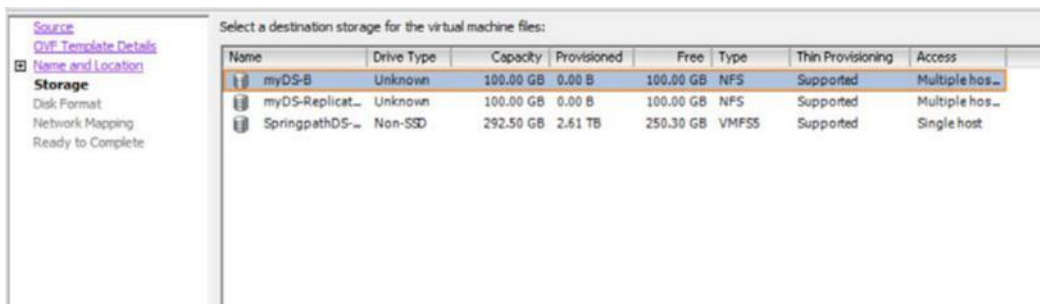 Source
OVF Template Details
Name and Location
Storage
Disk Format
Network Mapping
Ready to Complete
Select a destination storage for the virtual machine files:
Name Drive Type Capacity Provisioned Free Type Thin Provisioning Access
myDS-B Unknown 100.00 GB 0.00 B 100.00 GB NFS Supported Multiple hos...
myDS-Replicat... Unknown 100.00 GB 0.00 B 100.00 GB NFS Supported Multiple hos...
SpringpathDS-... Non-SSD 292.50 GB 2.61 TB 250.30 GB VMFS5 Supported Single host